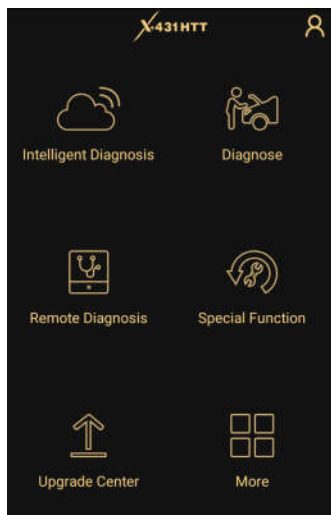 X-431HTT
Intelligent Diagnosis
Diagnose
Remote Diagnosis
Special Function
Upgrade Center
More